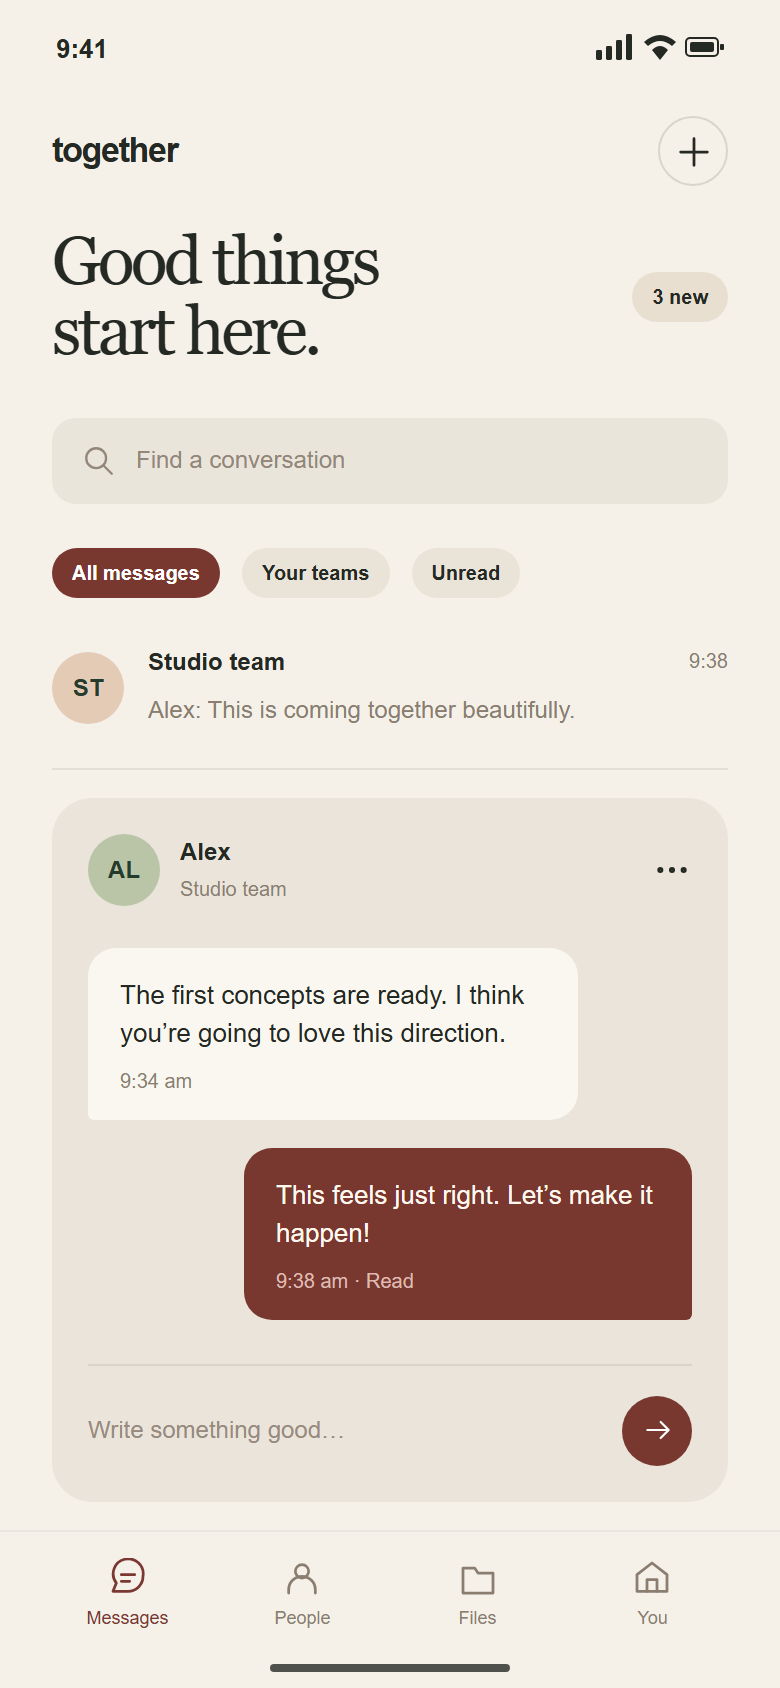 9:41
together
Good things
start here.
3 new
Find a conversation
All messages
Your teams
Unread
ST
Studio team
9:38
Alex: This is coming together beautifully.
AL
Alex
Studio team
The first concepts are ready. I think
you’re going to love this direction.
9:34 am
This feels just right. Let’s make it
happen!
9:38 am · Read
Write something good…
Messages
People
Files
You